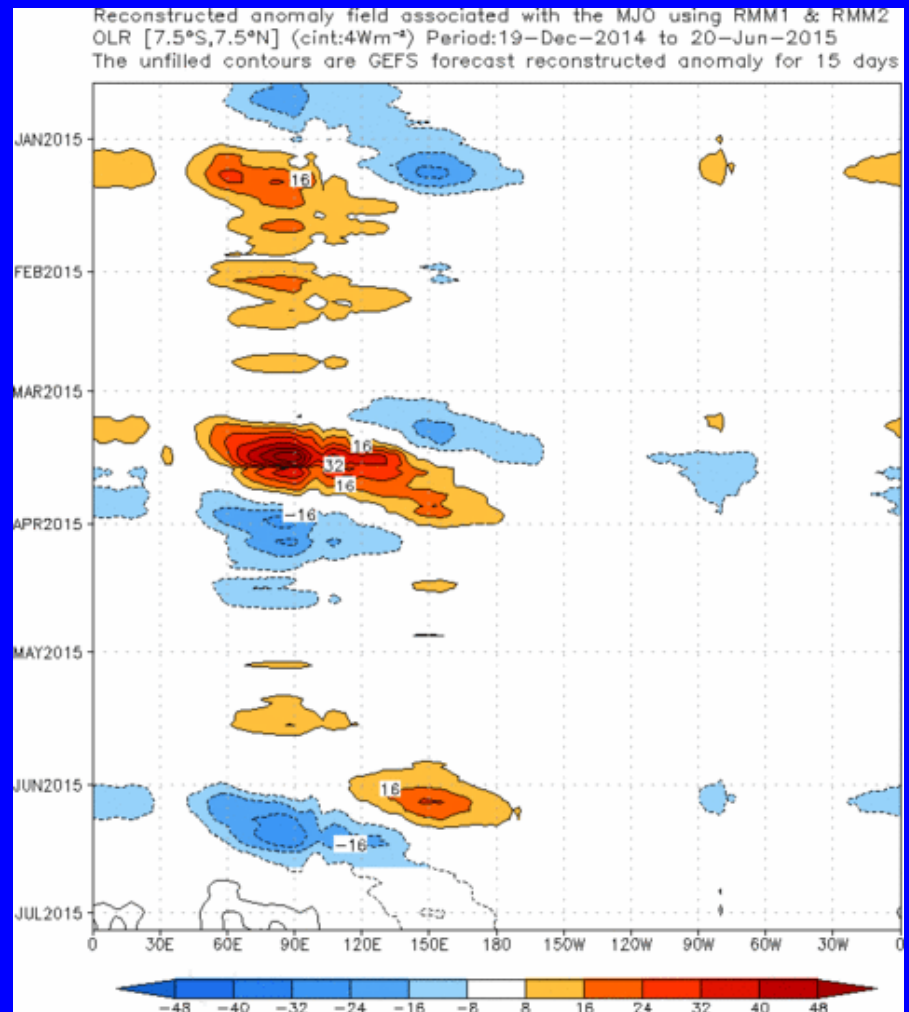 Reconstructed anomaly field associated with the MJO using RMM1 & RMM2
OLR [7.5°S,7.5°N] (cint:4Wm⁻²) Period:19-Dec-2014 to 20-Jun-2015
The unfilled contours are GEFS forecast reconstructed anomaly for 15 days
JAN2015
16
FEB2015
MAR2015
16
32
16
-16
APR2015
MAY2015
JUN2015
16
-16
JUL2015
0 30E 60E 90E 120E 150E 180 150W 120W 90W 60W 30W 0
-48 -40 -32 -24 -16 -8 8 16 24 32 40 48